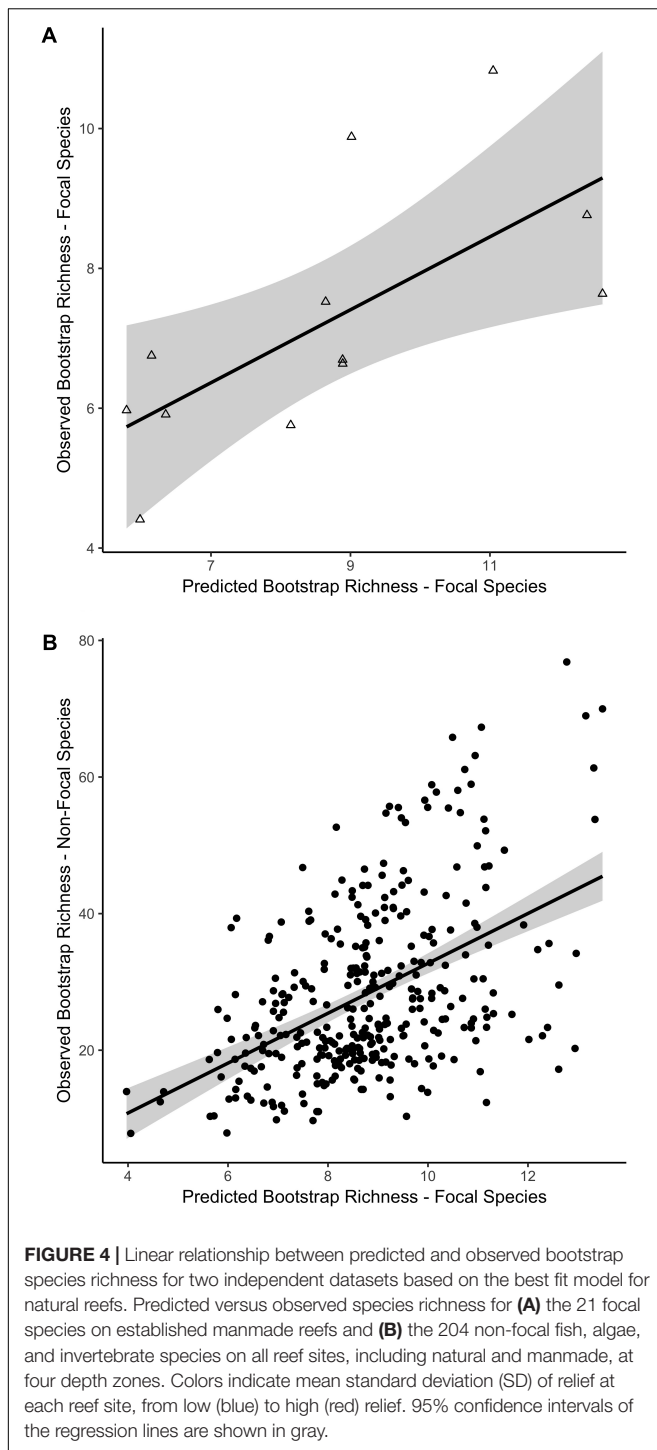 A
Observed Bootstrap Richness - Focal Species
10
8
6
4
7
9
11
Predicted Bootstrap Richness - Focal Species
B
Observed Bootstrap Richness - Non-Focal Species
80
60
40
20
4
6
8
10
12
Predicted Bootstrap Richness - Focal Species
FIGURE 4 | Linear relationship between predicted and observed bootstrap
species richness for two independent datasets based on the best fit model for
natural reefs. Predicted versus observed species richness for (A) the 21 focal
species on established manmade reefs and (B) the 204 non-focal fish, algae,
and invertebrate species on all reef sites, including natural and manmade, at
four depth zones. Colors indicate mean standard deviation (SD) of relief at
each reef site, from low (blue) to high (red) relief. 95% confidence intervals of
the regression lines are shown in gray.